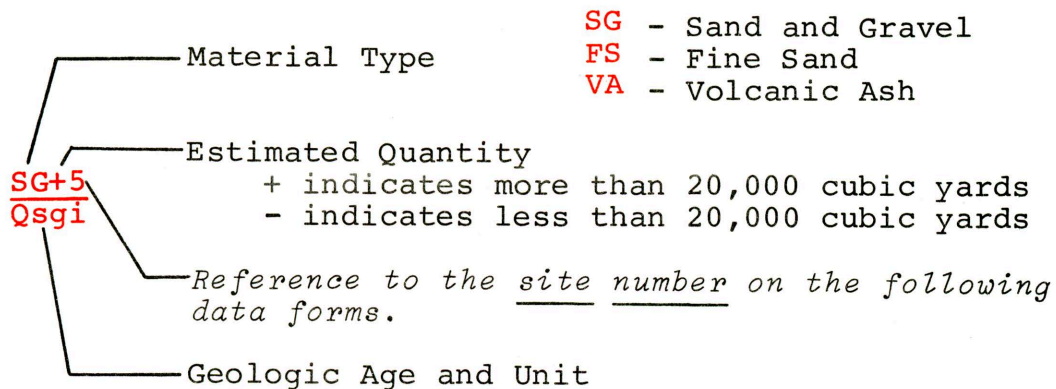 SG - Sand and Gravel
FS - Fine Sand
VA - Volcanic Ash
Material Type
Estimated Quantity
+ indicates more than 20,000 cubic yards
- indicates less than 20,000 cubic yards
SG+5
Qsgi
Reference to the site number on the following
data forms.
Geologic Age and Unit